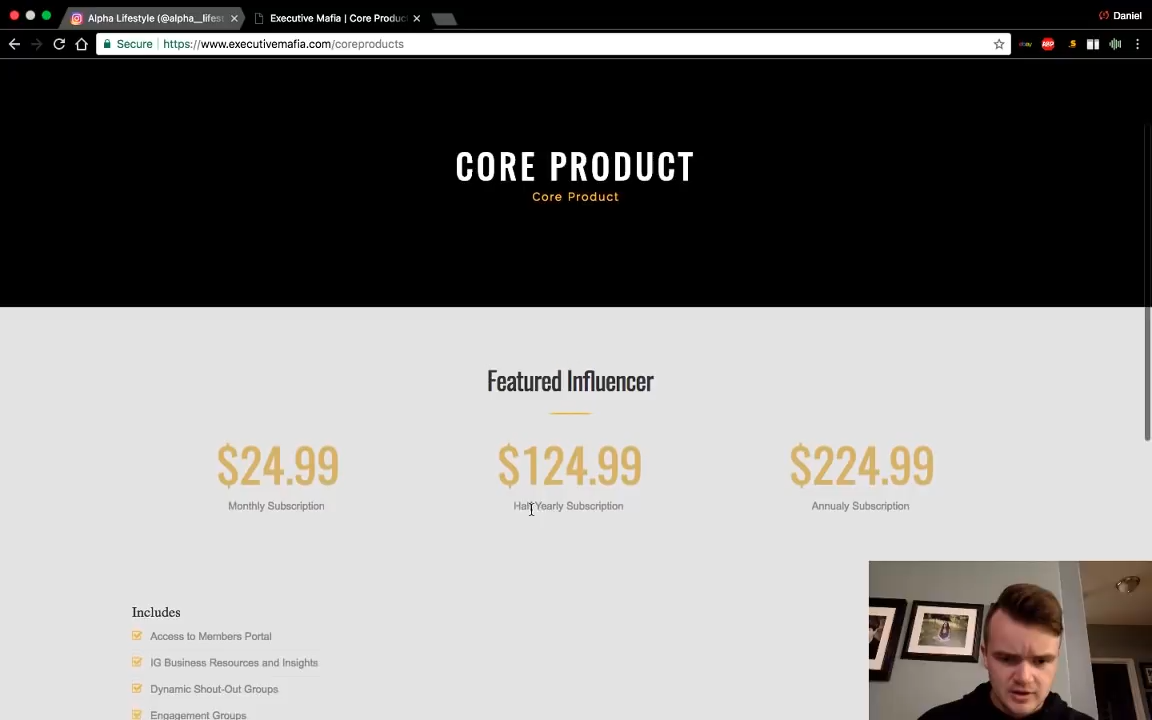 Alpha Lifestyle (@alpha__lifest
Executive Mafia | Core Produc
Daniel
Secure
https://www.executivemafia.com/coreproducts
ebay
ABP
CORE PRODUCT
Core Product
Featured Influencer
$24.99
$124.99
$224.99
Monthly Subscription
Half Yearly Subscription
Annualy Subscription
Includes
Access to Members Portal
IG Business Resources and Insights
Dynamic Shout-Out Groups
Engagement Groups